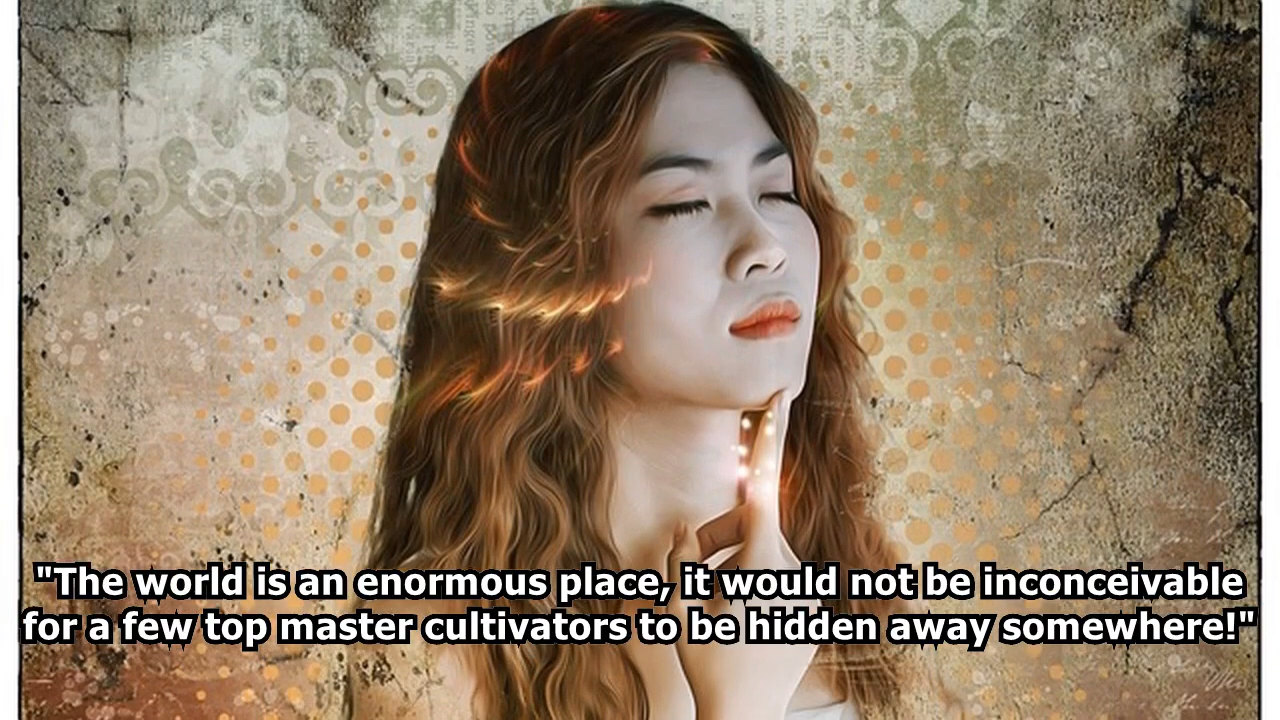 "The world is an enormous place, it would not be inconceivable
for a few top master cultivators to be hidden away somewhere!"